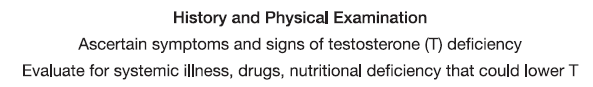 History and Physical Examination
Ascertain symptoms and signs of testosterone (T) deficiency
Evaluate for systemic illness, drugs, nutritional deficiency that could lower T